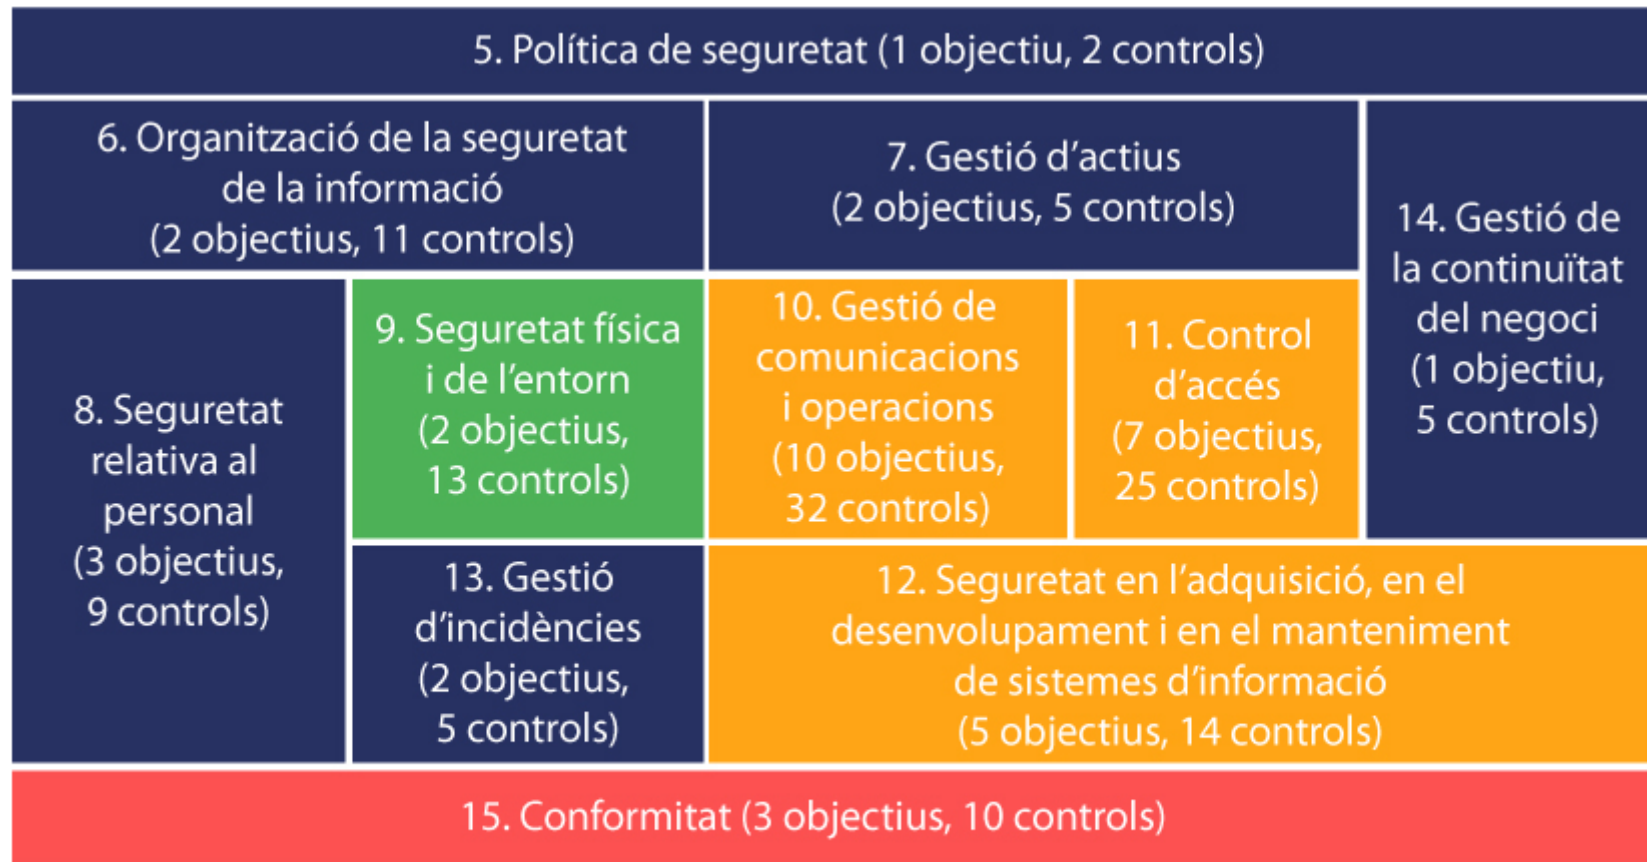 5. Política de seguretat (1 objectiu, 2 controls)
6. Organització de la seguretat
de la informació
(2 objectius, 11 controls)
7. Gestió d’actius
(2 objectius, 5 controls)
14. Gestió de
la continuïtat
del negoci
(1 objectiu,
5 controls)
8. Seguretat
relativa al
personal
(3 objectius,
9 controls)
9. Seguretat física
i de l’entorn
(2 objectius,
13 controls)
10. Gestió de
comunicacions
i operacions
(10 objectius,
32 controls)
11. Control
d’accés
(7 objectius,
25 controls)
13. Gestió
d’incidències
(2 objectius,
5 controls)
12. Seguretat en l’adquisició, en el
desenvolupament i en el manteniment
de sistemes d’informació
(5 objectius, 14 controls)
15. Conformitat (3 objectius, 10 controls)